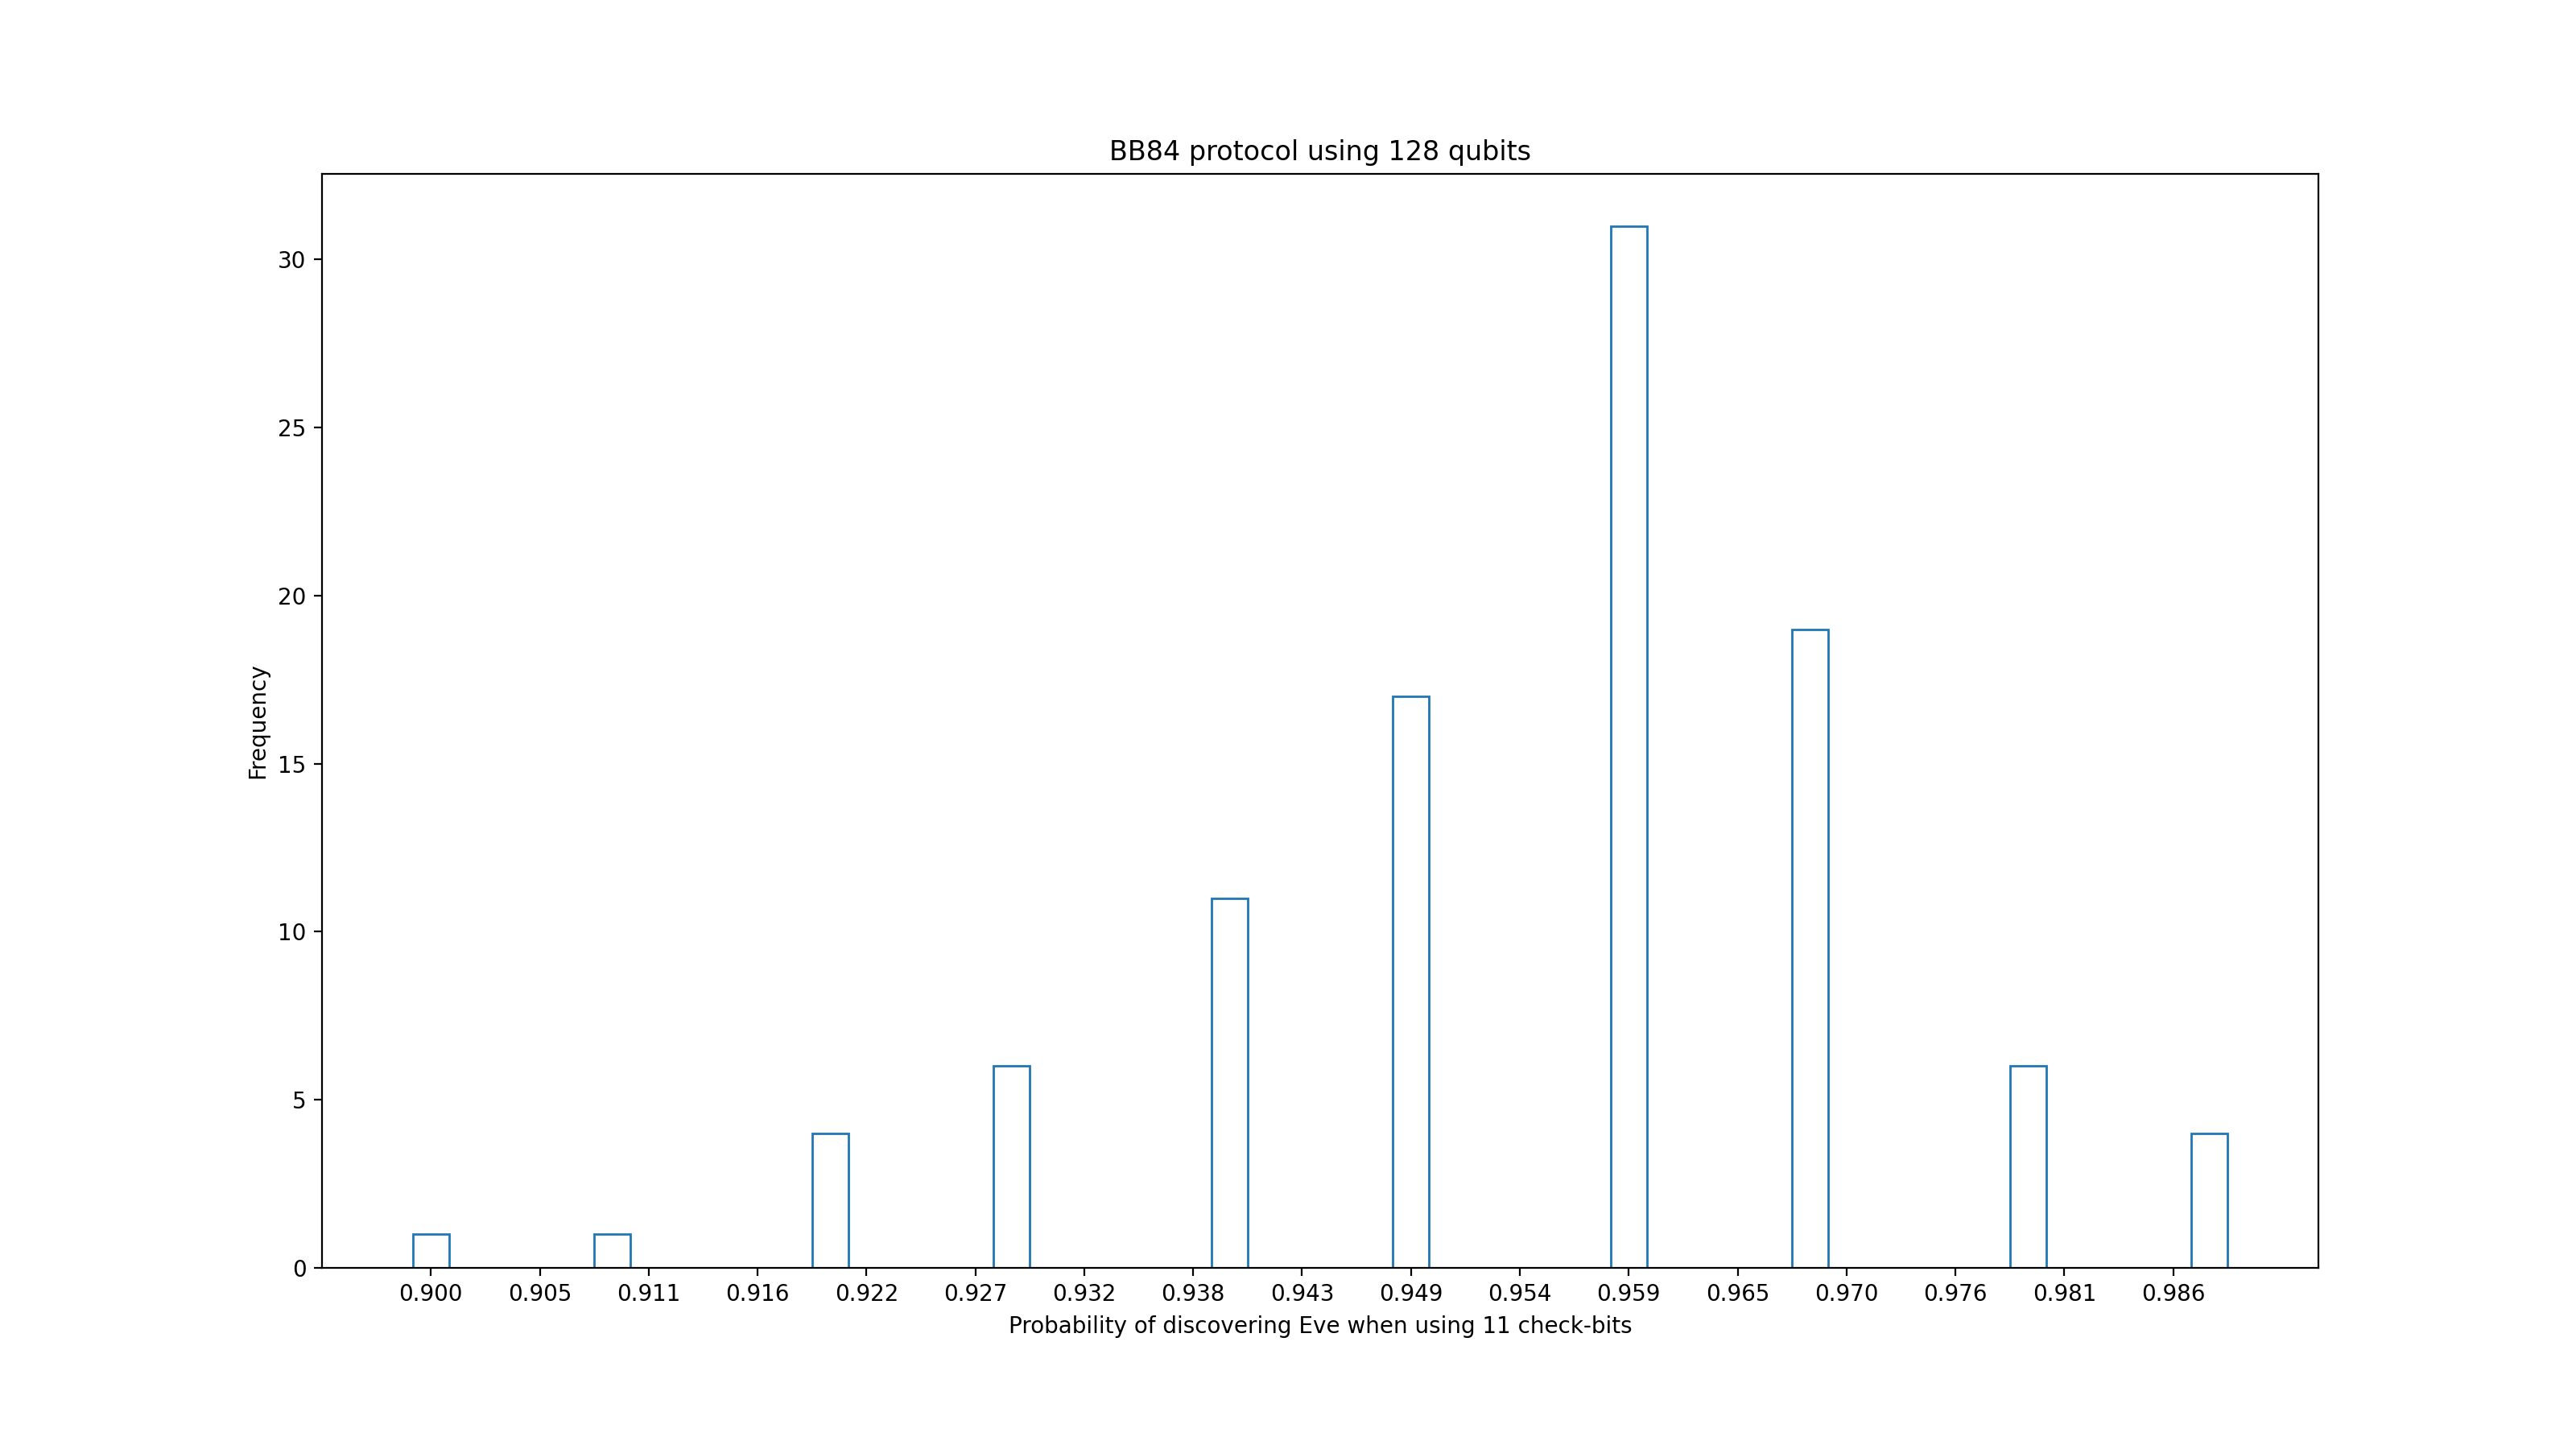 BB84 protocol using 128 qubits
30
25
20
15
10
5
0
Frequency
0.900 0.905 0.911 0.916 0.922 0.927 0.932 0.938 0.943 0.949 0.954 0.959 0.965 0.970 0.976 0.981 0.986
Probability of discovering Eve when using 11 check-bits